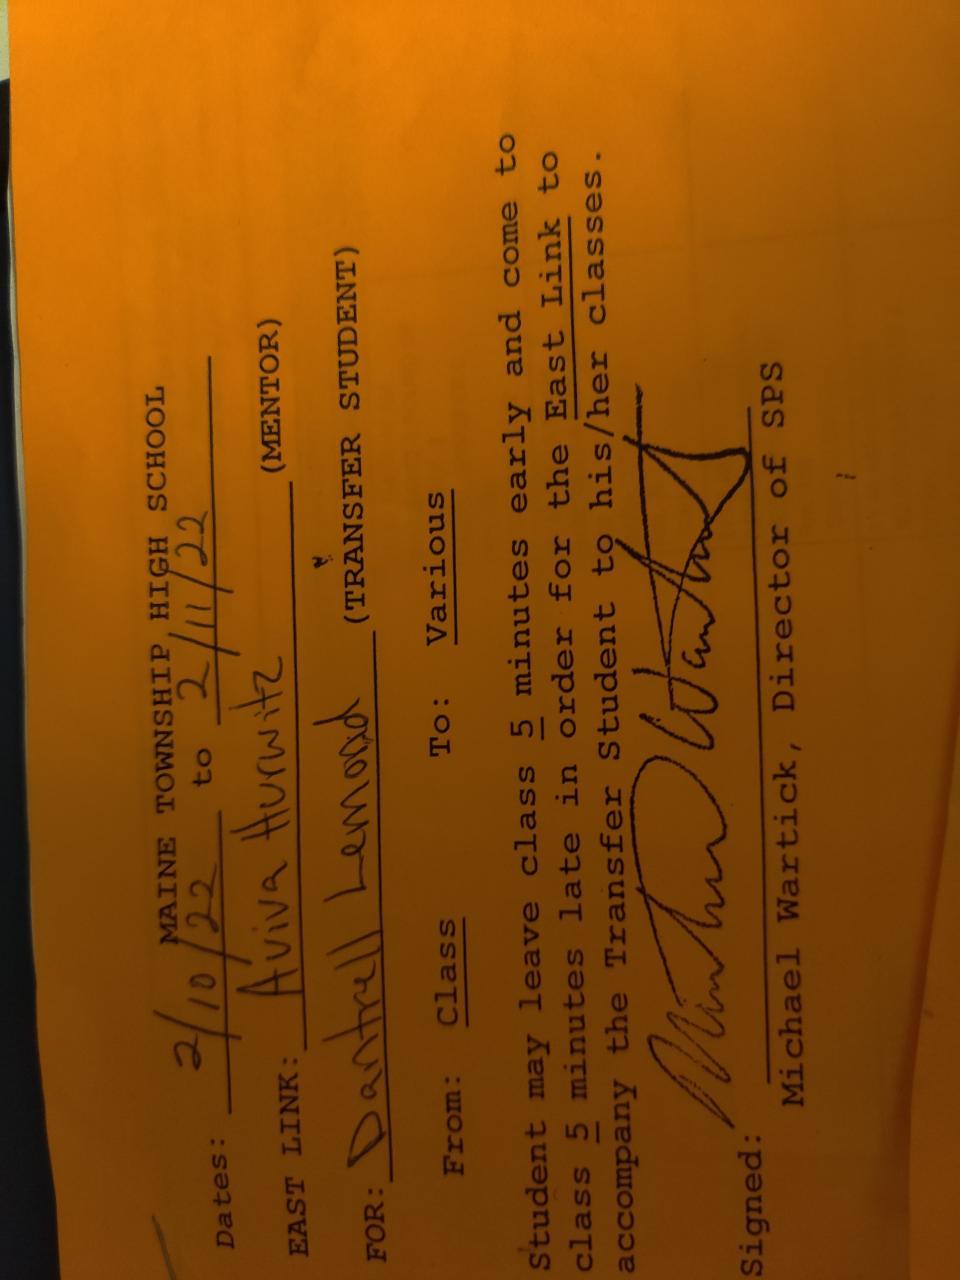 MAINE TOWNSHIP HIGH SCHOOL
Dates: 2/10/22 to 2/11/22
EAST LINK: Aviva Hurwitz (MENTOR)
FOR: Dantrell Lemond (TRANSFER STUDENT)
From: Class To: Various
Student may leave class 5 minutes early and come to
class 5 minutes late in order for the East Link to
accompany the Transfer Student to his/her classes.
Signed:
Michael Wartick, Director of SPS